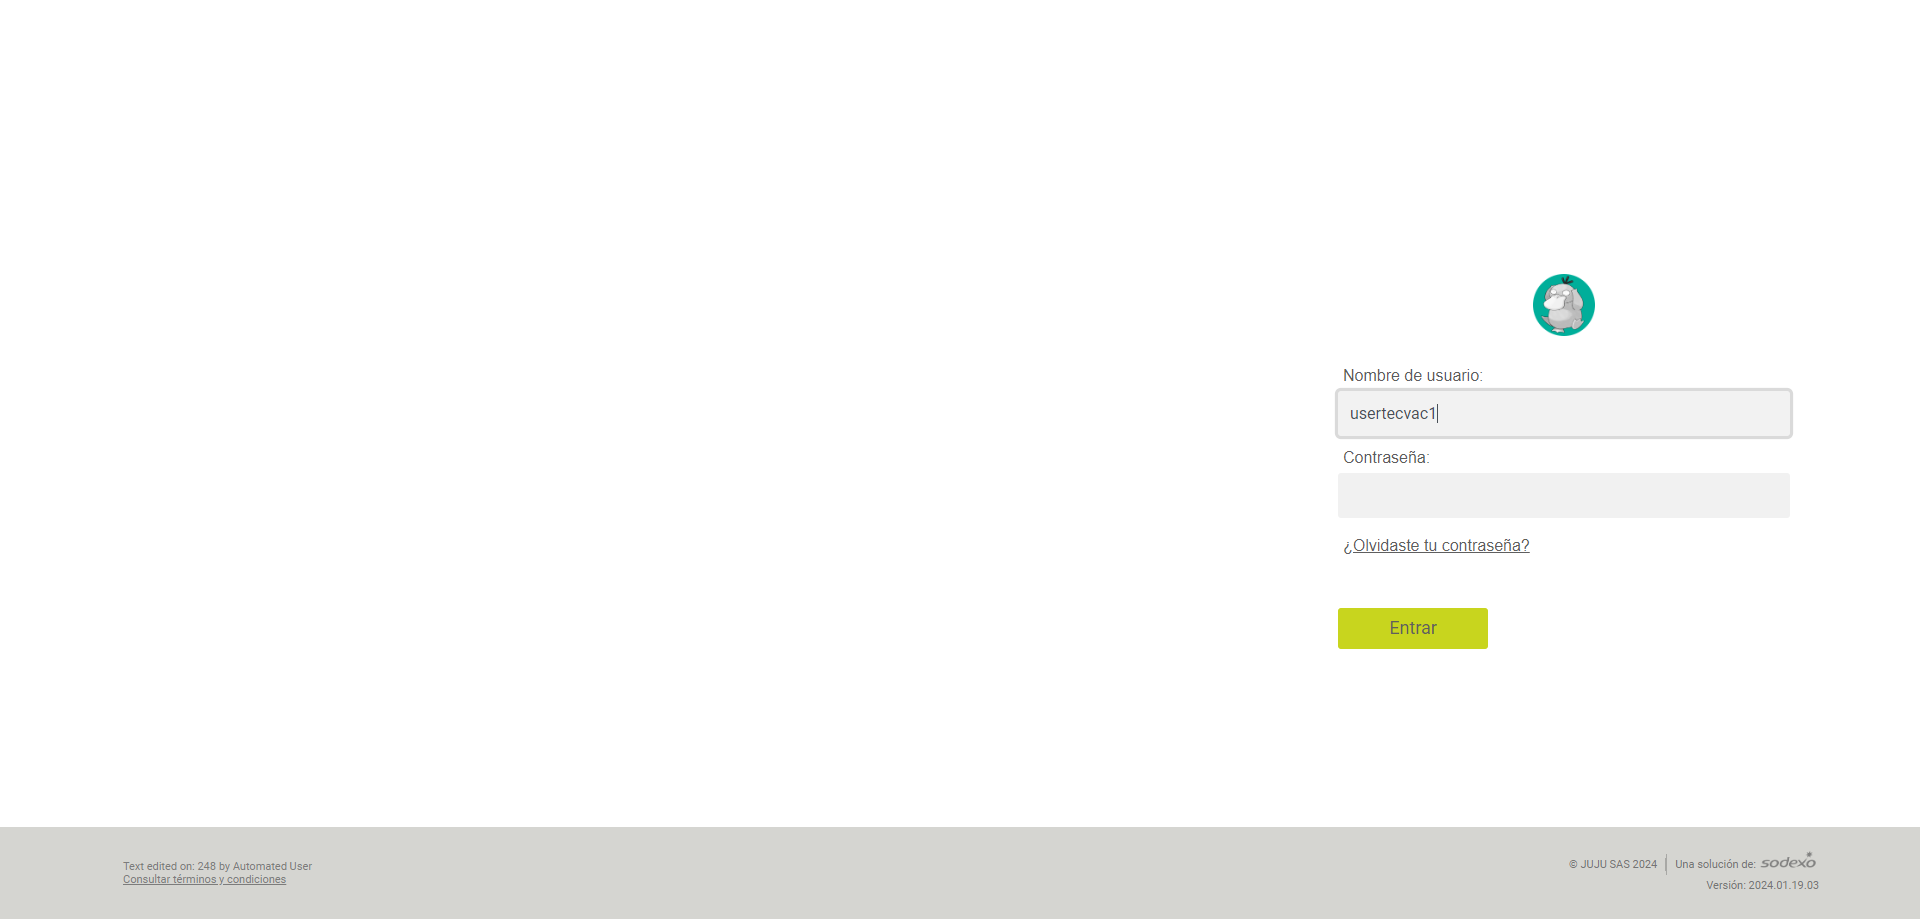 Nombre de usuario:
usertecvac1
Contraseña:
¿Olvidaste tu contraseña?
Entrar
Text edited on: 248 by Automated User
Consultar términos y condiciones
© JUJU SAS 2024 | Una solución de: sodexo
Versión: 2024.01.19.03